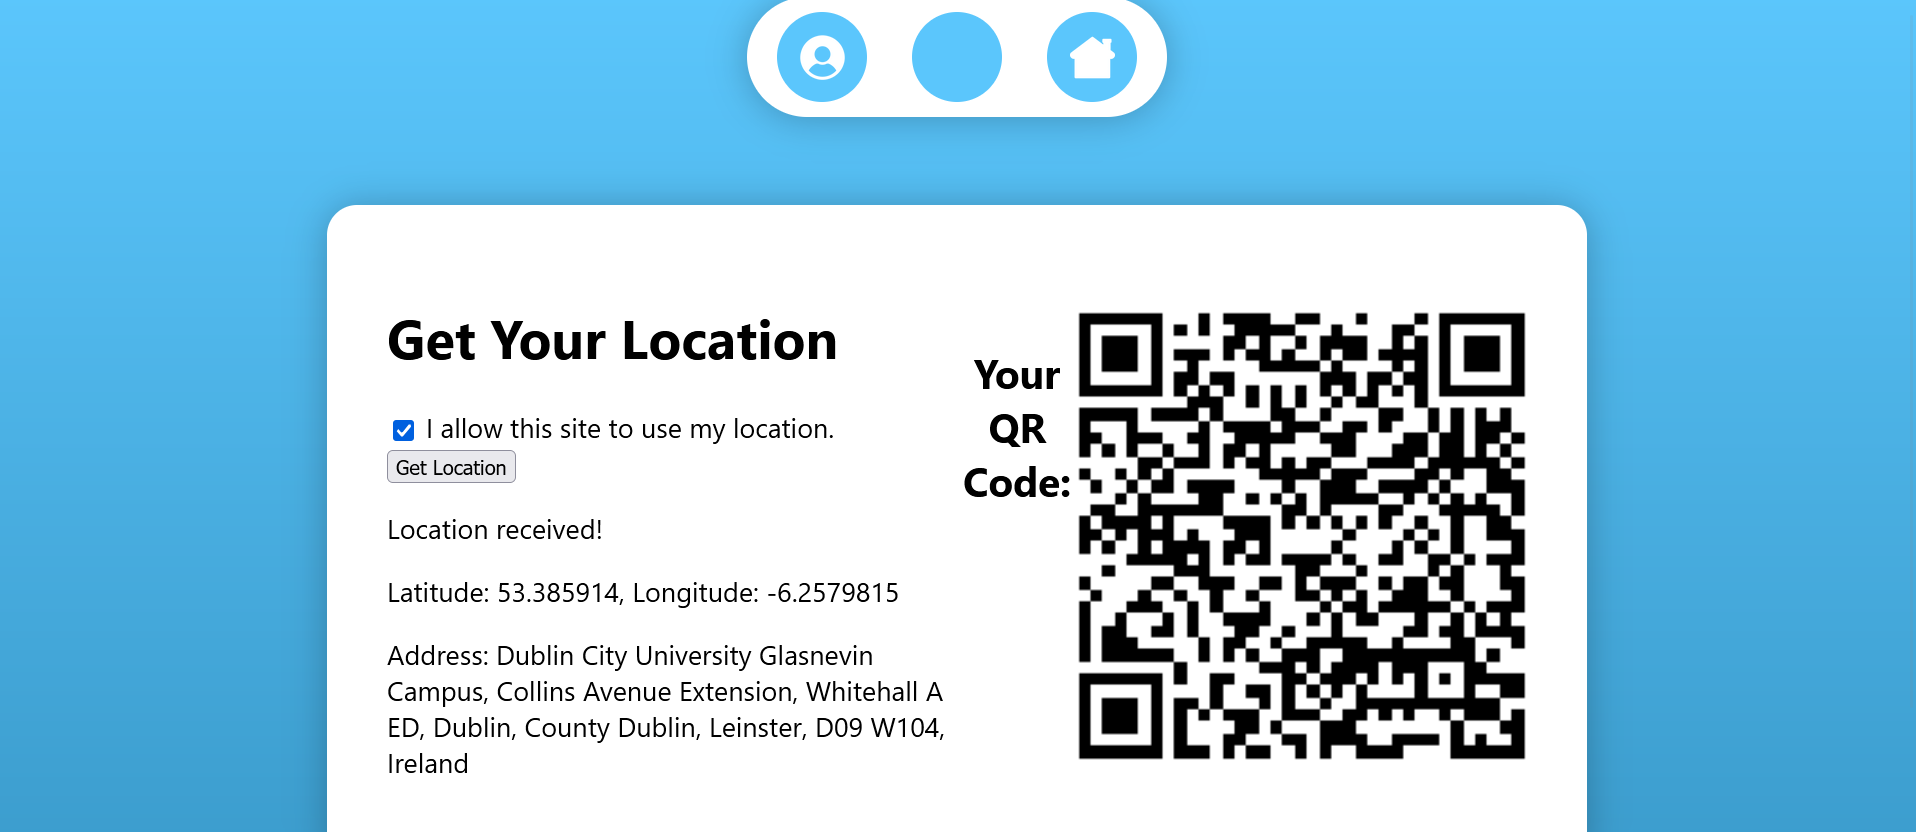 Get Your Location
I allow this site to use my location.
Get Location
Location received!
Latitude: 53.385914, Longitude: -6.2579815
Address: Dublin City University Glasnevin
Campus, Collins Avenue Extension, Whitehall A
ED, Dublin, County Dublin, Leinster, D09 W104,
Ireland
Your
QR
Code: